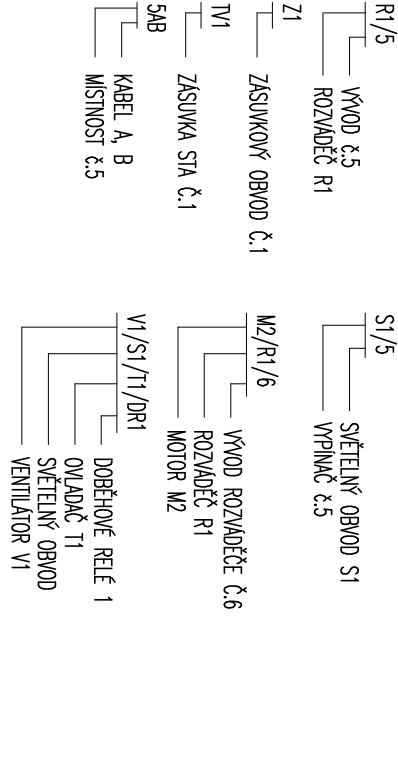 R1/5
VÝVOD č.5
ROZVÁDĚČ R1
Z1
ZÁSUVKOVÝ OBVOD Č.1
TV1
ZÁSUVKA STA Č.1
5AB
KABEL A, B
MÍSTNOST č.5
S1/5
SVĚTELNÝ OBVOD S1
VYPÍNAČ č.5
M2/R1/6
VÝVOD ROZVÁDĚČE Č.6
ROZVÁDĚČ R1
MOTOR M2
V1/S1/T1/DR1
DOBĚHOVÉ RELÉ 1
OVLADAČ T1
SVĚTELNÝ OBVOD
VENTILÁTOR V1